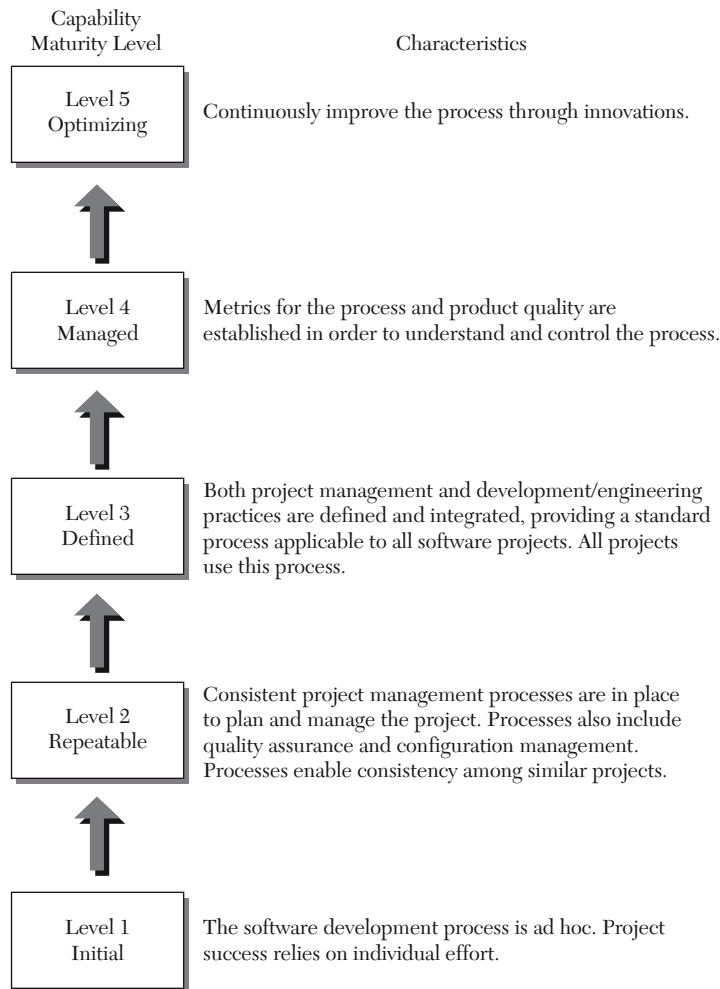 Capability
Maturity Level
Characteristics
Level 5
Optimizing
Continuously improve the process through innovations.
Level 4
Managed
Metrics for the process and product quality are
established in order to understand and control the process.
Level 3
Defined
Both project management and development/engineering
practices are defined and integrated, providing a standard
process applicable to all software projects. All projects
use this process.
Level 2
Repeatable
Consistent project management processes are in place
to plan and manage the project. Processes also include
quality assurance and configuration management.
Processes enable consistency among similar projects.
Level 1
Initial
The software development process is ad hoc. Project
success relies on individual effort.